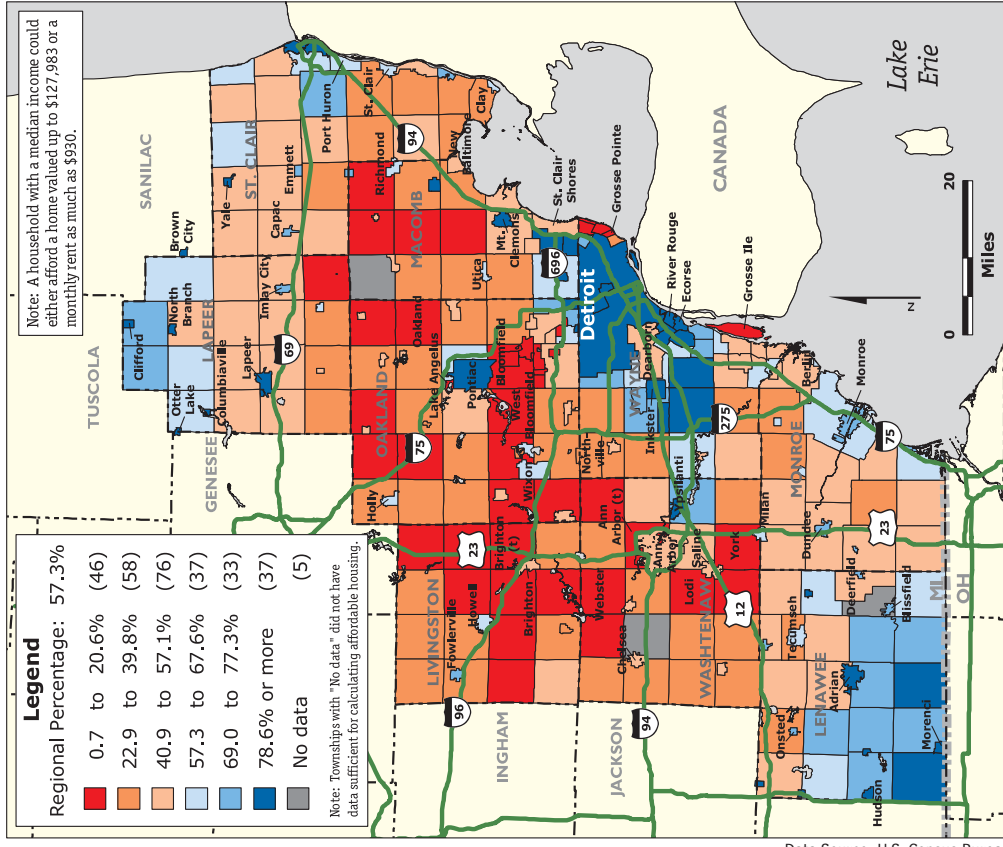 Note: A household with a median income could
either afford a home valued up to $127,983 or a
monthly rent as much as $930.
Legend
Regional Percentage: 57.3%
0.7 to 20.6% (46)
22.9 to 39.8% (58)
40.9 to 57.1% (76)
57.3 to 67.6% (37)
69.0 to 77.3% (33)
78.6% or more (37)
No data (5)
Note: Townships with "No data" did not have
data sufficient for calculating affordable housing.
TUSCOLA
SANILAC
GENESEE
LAPEER
ST. CLAIR
LIVINGSTON
OAKLAND
MACOMB
INGHAM
JACKSON
WASHTENAW
WAYNE
LENAWEE
MONROE
MI
OH
CANADA
Lake
Erie
Clifford
North
Branch
Brown
City
Otter
Lake
Columbiaville
Lapeer
Imlay City
Capac
Emmett
Yale
Port Huron
St. Clair
Clay
New
Baltimore
Richmond
Mt.
Clemens
Utica
St. Clair
Shores
Grosse Pointe
Holly
Oakland
Lake Angelus
Pontiac
Bloomfield
West
Bloomfield
Wixom
North-
ville
Detroit
Dearborn
Inkster
River Rouge
Ecorse
Grosse Ile
Fowlerville
Howell
Brighton
Brighton
(t)
Webster
Ann
Arbor (t)
Ann
Arbor
Ypsilanti
Chelsea
Lodi
Saline
York
Milan
Dundee
Berlin
Monroe
Tecumseh
Deerfield
Blissfield
Onsted
Adrian
Hudson
Morenci
69
94
696
75
23
96
94
12
275
75
23
N
0
20
Miles